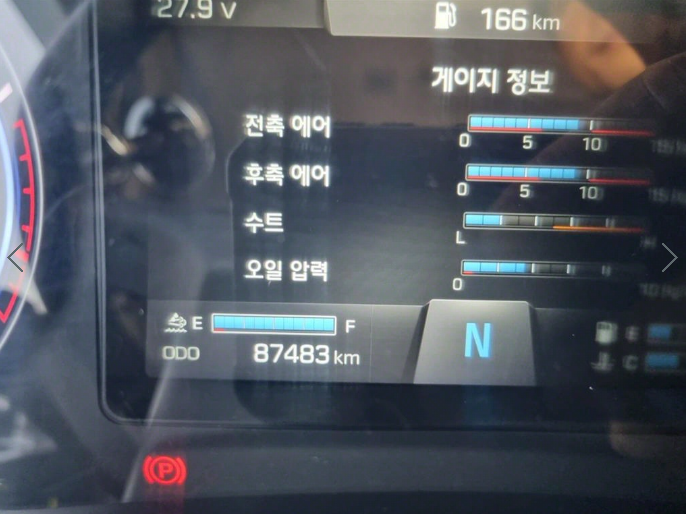 27.9 V
166 km
게이지 정보
전축 에어
0 5 10
후축 에어
0 5 10
수트
L H
오일 압력
0
E F
N
ODO 87483 km
E
C
P